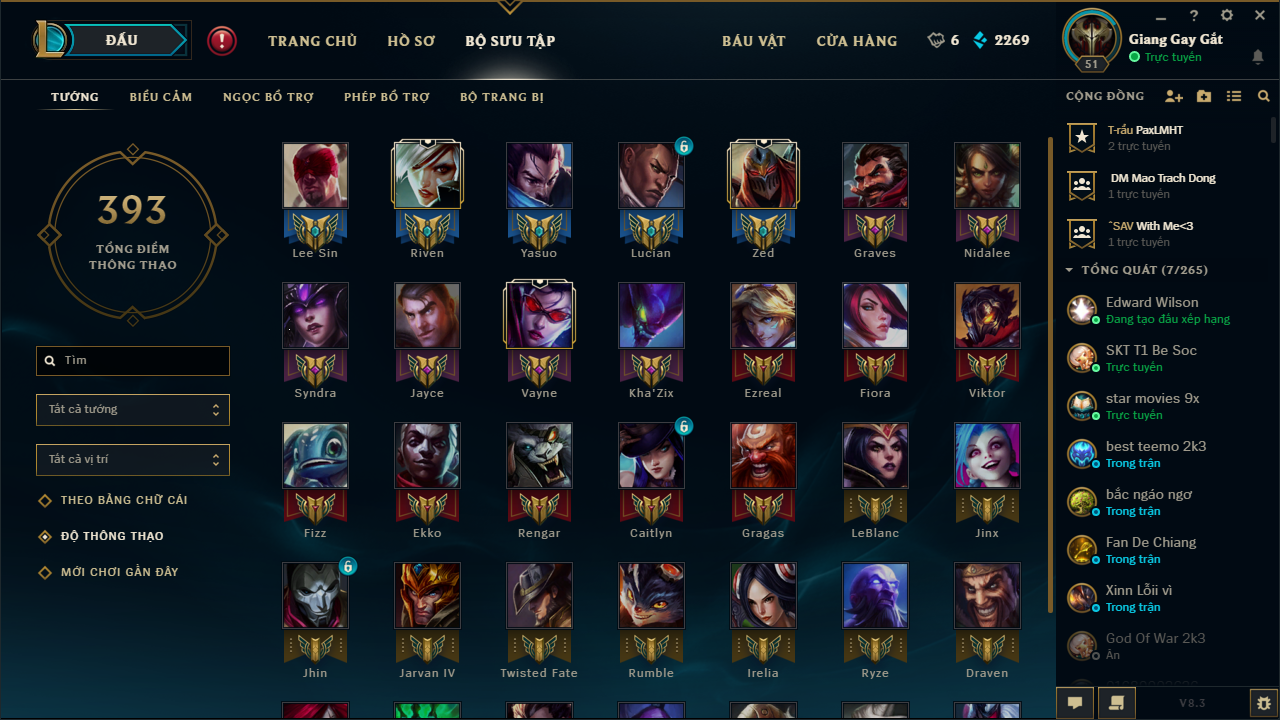 ĐẤU
!
TRANG CHỦ
HỒ SƠ
BỘ SƯU TẬP
BÁU VẬT
CỬA HÀNG
6
2269
51
Giang Gay Gắt
Trực tuyến
TƯỚNG
BIỂU CẢM
NGỌC BỔ TRỢ
PHÉP BỔ TRỢ
BỘ TRANG BỊ
393
TỔNG ĐIỂM
THÔNG THẠO
Tìm
Tất cả tướng
Tất cả vị trí
THEO BẢNG CHỮ CÁI
ĐỘ THÔNG THẠO
MỚI CHƠI GẦN ĐÂY
6
Lee Sin
Riven
Yasuo
Lucian
Zed
Graves
Nidalee
Syndra
Jayce
Vayne
Kha'Zix
Ezreal
Fiora
Viktor
6
Fizz
Ekko
Rengar
Caitlyn
Gragas
LeBlanc
Jinx
6
Jhin
Jarvan IV
Twisted Fate
Rumble
Irelia
Ryze
Draven
CỘNG ĐỒNG
T-rấu PaxLMHT
2 trực tuyến
DM Mao Trach Dong
1 trực tuyến
^SAV With Me<3
1 trực tuyến
TỔNG QUÁT (7/265)
Edward Wilson
Đang tạo đấu xếp hạng
SKT T1 Be Soc
Trực tuyến
star movies 9x
Trực tuyến
best teemo 2k3
Trong trận
bắc ngáo ngơ
Trong trận
Fan De Chiang
Trong trận
Xinn Lỗii vì
Trong trận
God Of War 2k3
Ẩn
V8.3